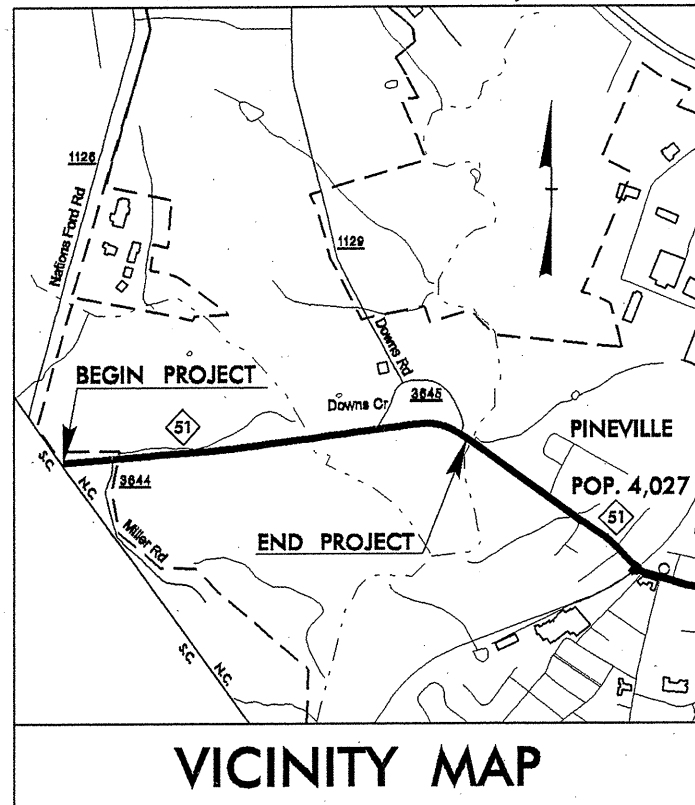 1126
Nations Ford Rd
1129
Downs Rd
BEGIN PROJECT
3645
Downs Cr
51
PINEVILLE
POP. 4,027
51
S.C.
N.C.
3644
Miller Rd
END PROJECT
S.C.
N.C.
VICINITY MAP